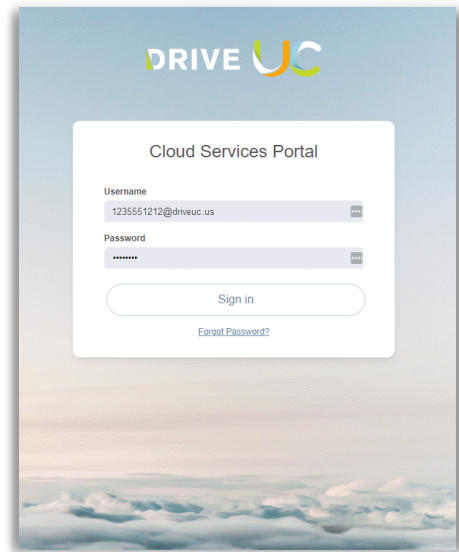 DRIVE UC
Cloud Services Portal
Username
1235551212@driveuc.us
Password
••••••••
Sign in
Forgot Password?